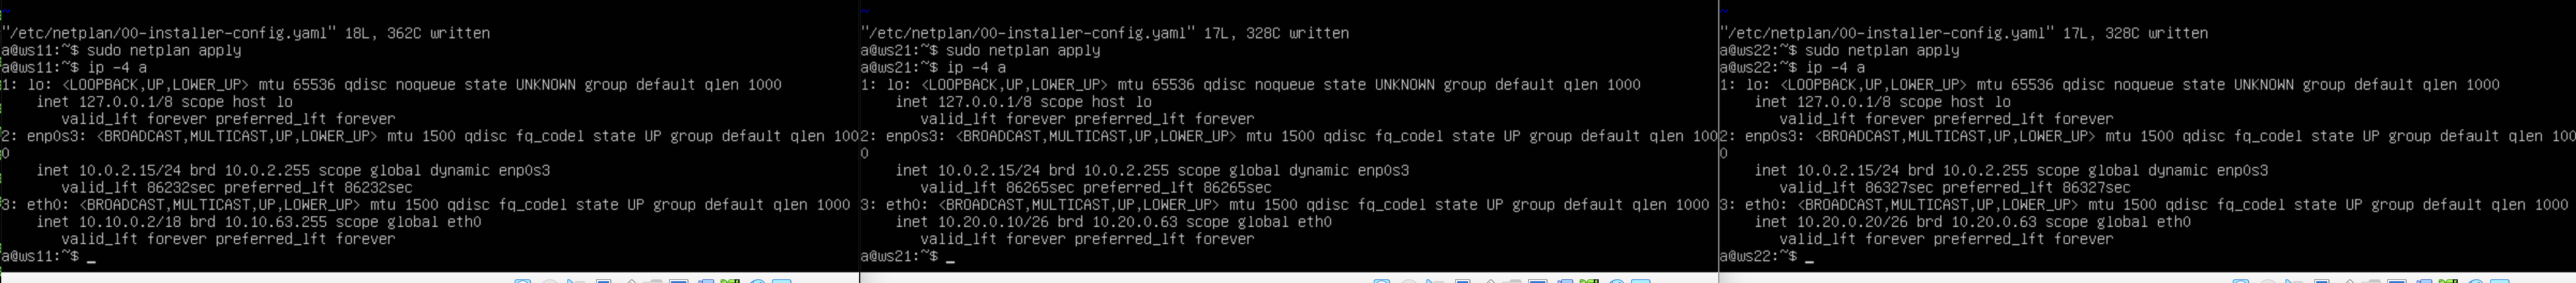 ~
"/etc/netplan/00-installer-config.yaml" 18L, 362C written
a@ws11:~$ sudo netplan apply
a@ws11:~$ ip -4 a
1: lo: <LOOPBACK,UP,LOWER_UP> mtu 65536 qdisc noqueue state UNKNOWN group default qlen 1000
    inet 127.0.0.1/8 scope host lo
       valid_lft forever preferred_lft forever
2: enp0s3: <BROADCAST,MULTICAST,UP,LOWER_UP> mtu 1500 qdisc fq_codel state UP group default qlen 100
0
    inet 10.0.2.15/24 brd 10.0.2.255 scope global dynamic enp0s3
       valid_lft 86232sec preferred_lft 86232sec
3: eth0: <BROADCAST,MULTICAST,UP,LOWER_UP> mtu 1500 qdisc fq_codel state UP group default qlen 1000
    inet 10.10.0.2/18 brd 10.10.63.255 scope global eth0
       valid_lft forever preferred_lft forever
a@ws11:~$ _
~
"/etc/netplan/00-installer-config.yaml" 17L, 328C written
a@ws21:~$ sudo netplan apply
a@ws21:~$ ip -4 a
1: lo: <LOOPBACK,UP,LOWER_UP> mtu 65536 qdisc noqueue state UNKNOWN group default qlen 1000
    inet 127.0.0.1/8 scope host lo
       valid_lft forever preferred_lft forever
2: enp0s3: <BROADCAST,MULTICAST,UP,LOWER_UP> mtu 1500 qdisc fq_codel state UP group default qlen 100
0
    inet 10.0.2.15/24 brd 10.0.2.255 scope global dynamic enp0s3
       valid_lft 86265sec preferred_lft 86265sec
3: eth0: <BROADCAST,MULTICAST,UP,LOWER_UP> mtu 1500 qdisc fq_codel state UP group default qlen 1000
    inet 10.20.0.10/26 brd 10.20.0.63 scope global eth0
       valid_lft forever preferred_lft forever
a@ws21:~$ _
~
"/etc/netplan/00-installer-config.yaml" 17L, 328C written
a@ws22:~$ sudo netplan apply
a@ws22:~$ ip -4 a
1: lo: <LOOPBACK,UP,LOWER_UP> mtu 65536 qdisc noqueue state UNKNOWN group default qlen 1000
    inet 127.0.0.1/8 scope host lo
       valid_lft forever preferred_lft forever
2: enp0s3: <BROADCAST,MULTICAST,UP,LOWER_UP> mtu 1500 qdisc fq_codel state UP group default qlen 100
0
    inet 10.0.2.15/24 brd 10.0.2.255 scope global dynamic enp0s3
       valid_lft 86327sec preferred_lft 86327sec
3: eth0: <BROADCAST,MULTICAST,UP,LOWER_UP> mtu 1500 qdisc fq_codel state UP group default qlen 1000
    inet 10.20.0.20/26 brd 10.20.0.63 scope global eth0
       valid_lft forever preferred_lft forever
a@ws22:~$ _